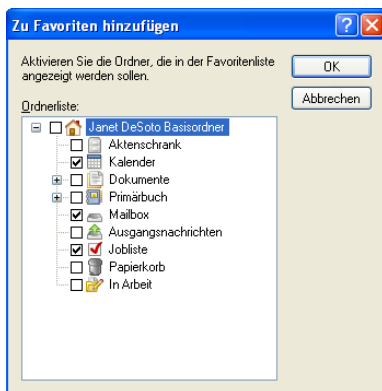 Zu Favoriten hinzufügen
Aktivieren Sie die Ordner, die in der Favoritenliste
angezeigt werden sollen.
OK
Abbrechen
Ordnerliste:
Janet DeSoto Basisordner
Aktenschrank
Kalender
Dokumente
Primärbuch
Mailbox
Ausgangsnachrichten
Jobliste
Papierkorb
In Arbeit